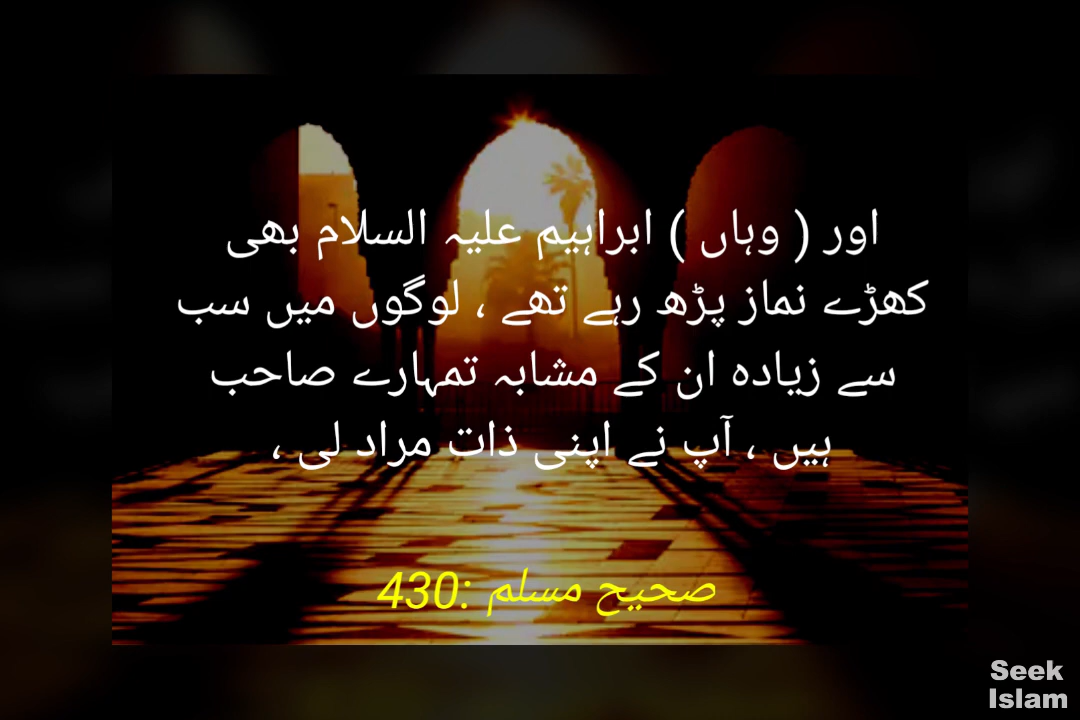 اور ( وہاں ) ابراہیم علیہ السلام بھی
کھڑے نماز پڑھ رہے تھے ، لوگوں میں سب
سے زیادہ ان کے مشابہ تمہارے صاحب
ہیں ، آپ نے اپنی ذات مراد لی ،
صحیح مسلم :430
Seek
Islam